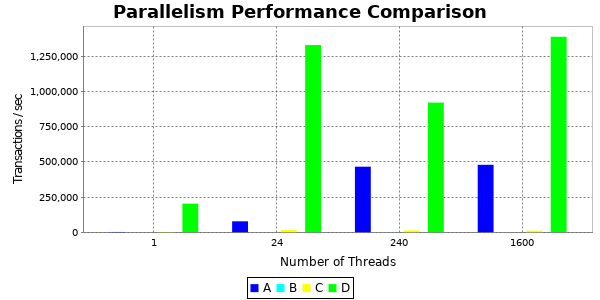 Parallelism Performance Comparison
Transactions / sec
1,250,000
1,000,000
750,000
500,000
250,000
0
1 24 240 1600
Number of Threads
A B C D